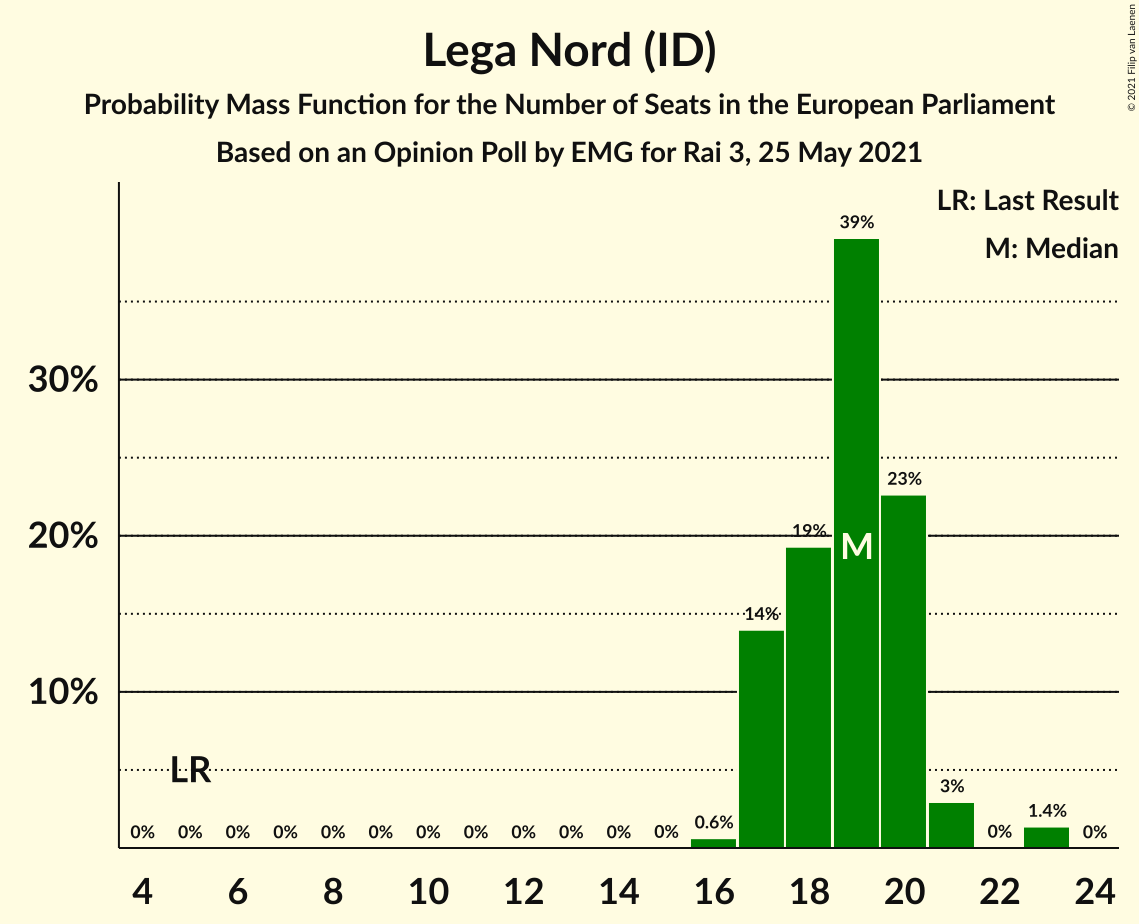 Lega Nord (ID)
Probability Mass Function for the Number of Seats in the European Parliament
Based on an Opinion Poll by EMG for Rai 3, 25 May 2021
© 2021 Filip van Laenen
LR: Last Result
M: Median
39%
30%
23%
20%
19%
M
14%
10%
LR
0% 0% 0% 0% 0% 0% 0% 0% 0% 0% 0% 0% 0.6% 3% 0% 1.4% 0%
4 6 8 10 12 14 16 18 20 22 24